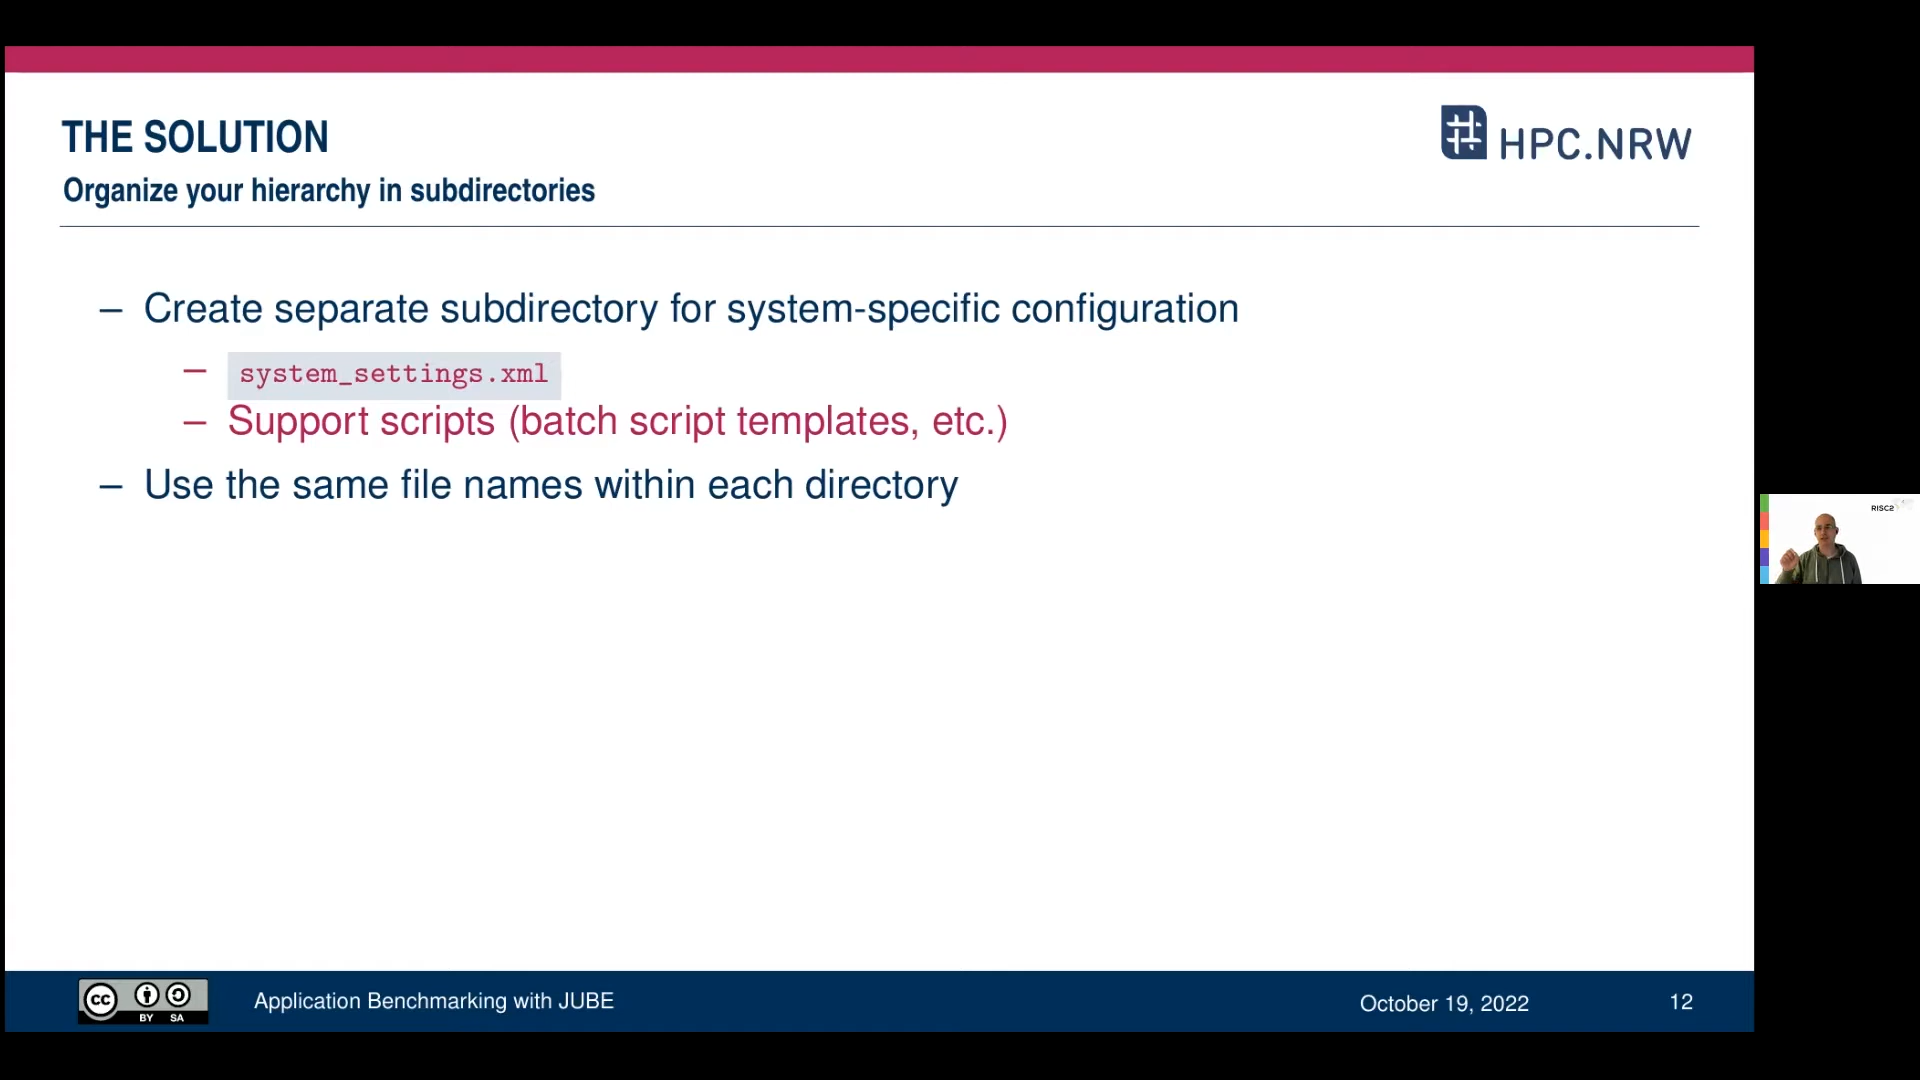 THE SOLUTION
HPC.NRW
Organize your hierarchy in subdirectories
– Create separate subdirectory for system-specific configuration
– system_settings.xml
– Support scripts (batch script templates, etc.)
– Use the same file names within each directory
RISC2
cc BY SA
Application Benchmarking with JUBE
October 19, 2022
12